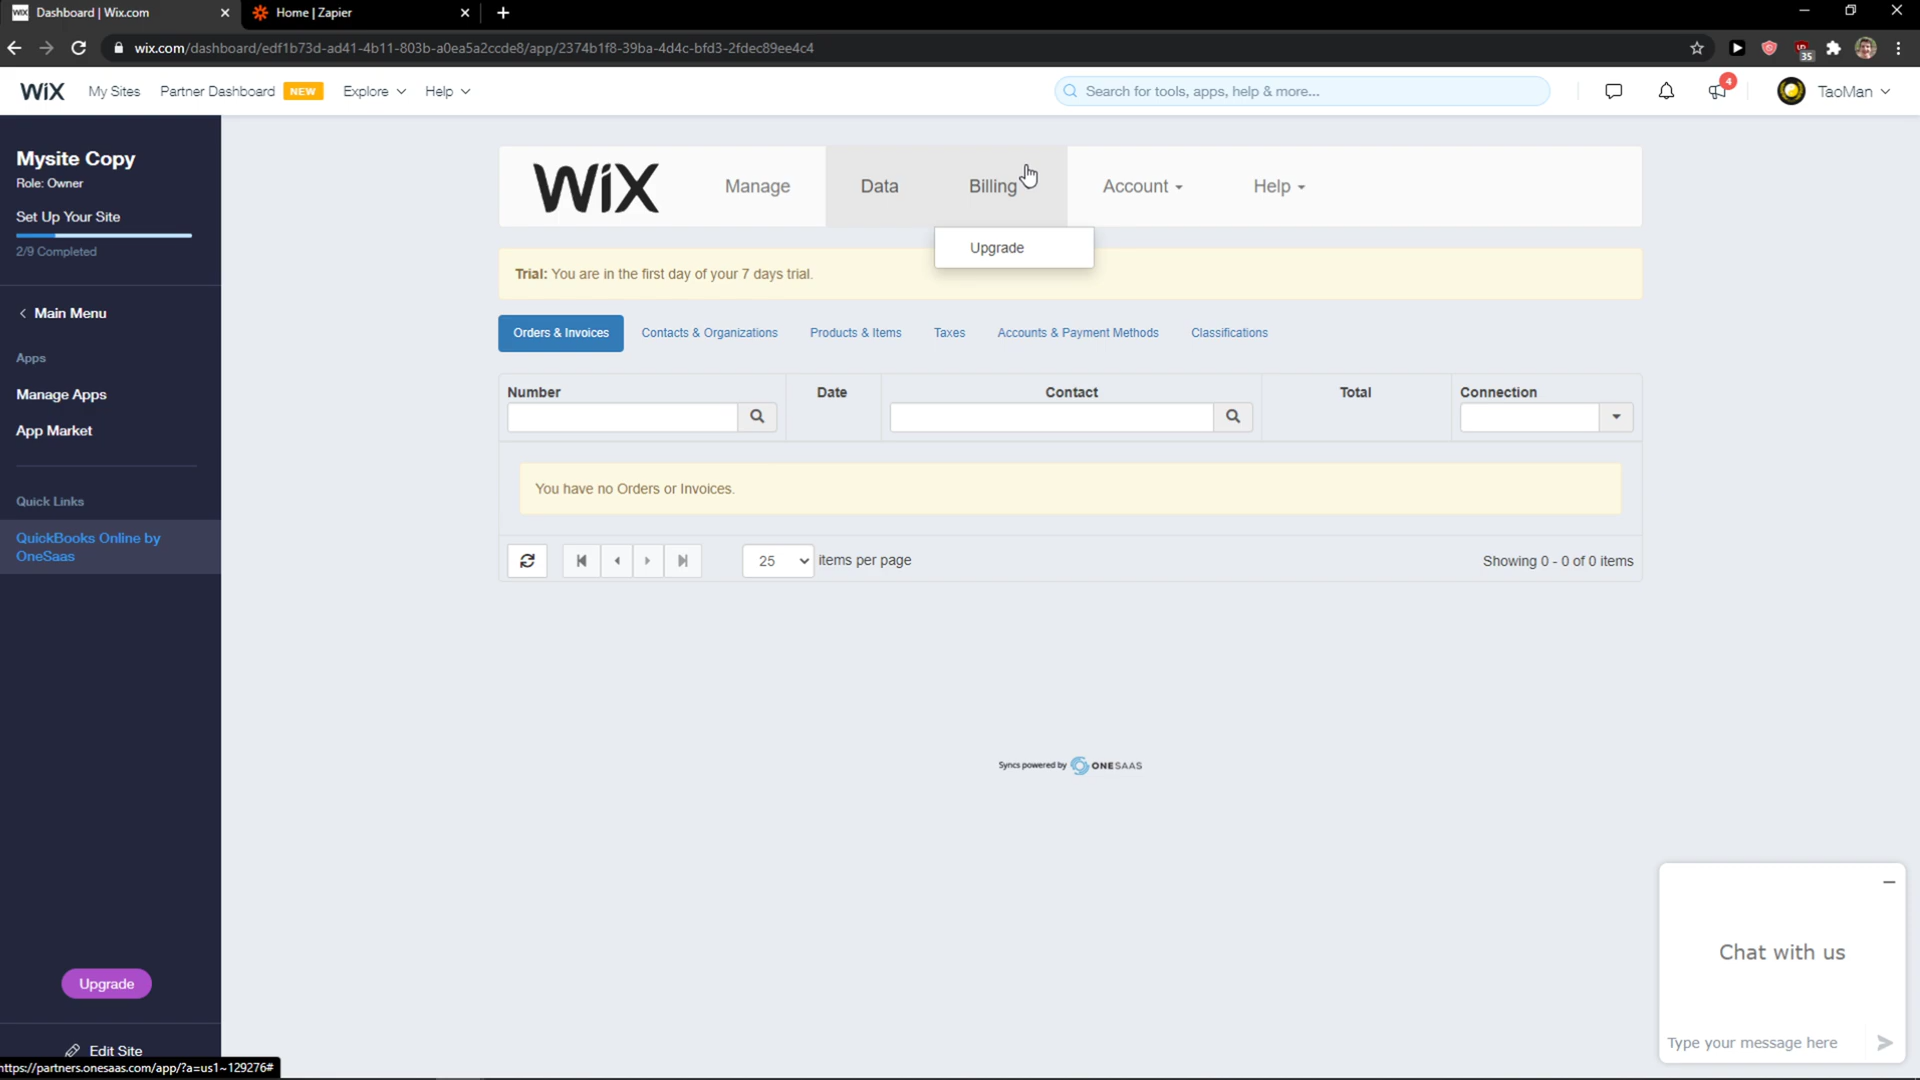 Dashboard | Wix.com
Home | Zapier
wix.com/dashboard/edf1b73d-ad41-4b11-803b-a0ea5a2ccde8/app/2374b1f8-39ba-4d4c-bfd3-2fdec89ee4c4
35
WiX My Sites Partner Dashboard NEW Explore Help Search for tools, apps, help & more... 4 TaoMan
Mysite Copy
Role: Owner
Set Up Your Site
2/9 Completed
Main Menu
Apps
Manage Apps
App Market
Quick Links
QuickBooks Online by
OneSaas
Upgrade
Edit Site
https://partners.onesaas.com/app/?a=us1~129276#
WiX Manage Data Billing Account Help
Upgrade
Trial: You are in the first day of your 7 days trial.
Orders & Invoices Contacts & Organizations Products & Items Taxes Accounts & Payment Methods Classifications
Number Date Contact Total Connection
You have no Orders or Invoices.
25 items per page Showing 0 - 0 of 0 items
Syncs powered by ONESAAS
Chat with us
Type your message here